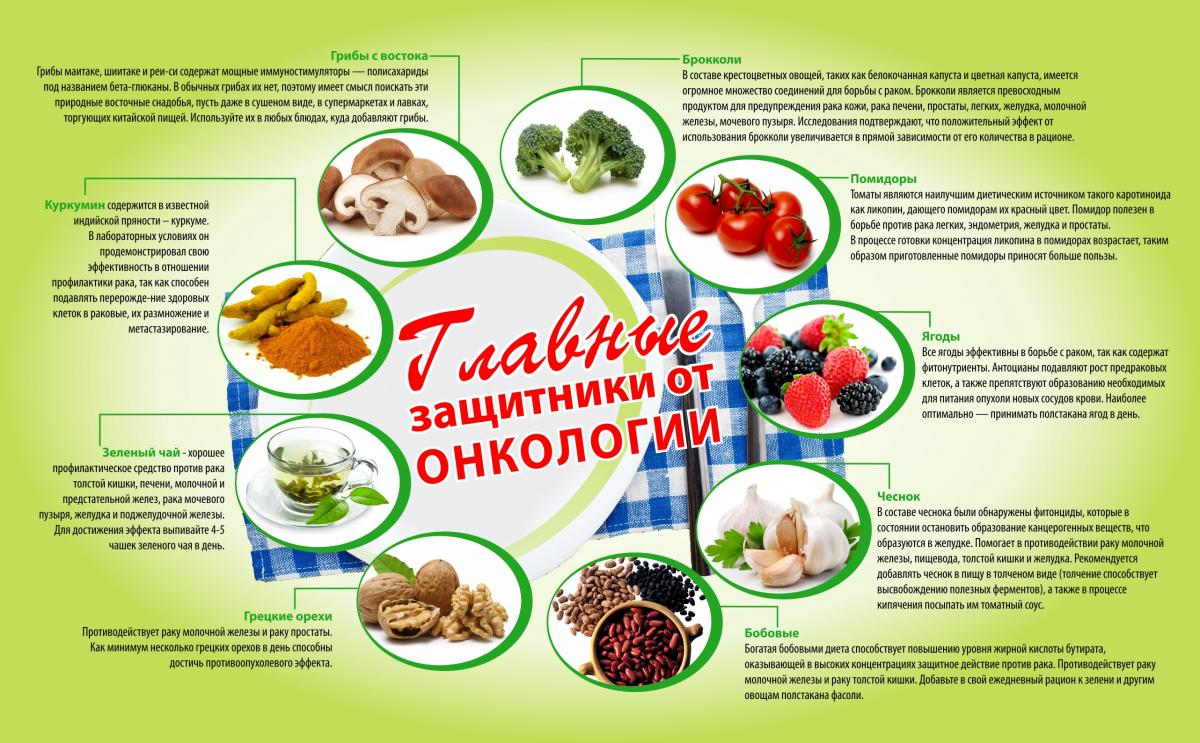 Грибы с востока
Грибы маитаке, шиитаке и реи-си содержат мощные иммуностимуляторы — полисахариды
под названием бета-глюканы. В обычных грибах их нет, поэтому имеет смысл поискать эти
природные восточные снадобья, пусть даже в сушеном виде, в супермаркетах и лавках,
торгующих китайской пищей. Используйте их в любых блюдах, куда добавляют грибы.
Брокколи
В составе крестоцветных овощей, таких как белокочанная капуста и цветная капуста, имеется
огромное множество соединений для борьбы с раком. Брокколи является превосходным
продуктом для предупреждения рака кожи, рака печени, простаты, легких, желудка, молочной
железы, мочевого пузыря. Исследования подтверждают, что положительный эффект от
использования брокколи увеличивается в прямой зависимости от его количества в рационе.
Помидоры
Томаты являются наилучшим диетическим источником такого каротиноида
как ликопин, дающего помидорам их красный цвет. Помидор полезен в
борьбе против рака легких, эндометрия, желудка и простаты.
В процессе готовки концентрация ликопина в помидорах возрастает, таким
образом приготовленные помидоры приносят больше пользы.
Куркумин содержится в известной
индийской пряности – куркуме.
В лабораторных условиях он
продемонстрировал свою
эффективность в отношении
профилактики рака, так как способен
подавлять перерожде-ние здоровых
клеток в раковые, их размножение и
метастазирование.
Главные
защитники от
ОНКОЛОГИИ
Ягоды
Все ягоды эффективны в борьбе с раком, так как содержат
фитонутриенты. Антоцианы подавляют рост предраковых
клеток, а также препятствуют образованию необходимых
для питания опухоли новых сосудов крови. Наиболее
оптимально — принимать полстакана ягод в день.
Зеленый чай - хорошее
профилактическое средство против рака
толстой кишки, печени, молочной и
предстательной желез, рака мочевого
пузыря, желудка и поджелудочной железы.
Для достижения эффекта выпивайте 4-5
чашек зеленого чая в день.
Чеснок
В составе чеснока были обнаружены фитонциды, которые в
состоянии остановить образование канцерогенных веществ, что
образуются в желудке. Помогает в противодействии раку молочной
железы, пищевода, толстой кишки и желудка. Рекомендуется
добавлять чеснок в пищу в толченом виде (толчение способствует
высвобождению полезных ферментов), а также в процессе
кипячения посыпать им томатный соус.
Грецкие орехи
Противодействует раку молочной железы и раку простаты.
Как минимум несколько грецких орехов в день способны
достичь противоопухолевого эффекта.
Бобовые
Богатая бобовыми диета способствует повышению уровня жирной кислоты бутирата,
оказывающей в высоких концентрациях защитное действие против рака. Противодействует раку
молочной железы и раку толстой кишки. Добавьте в свой ежедневный рацион к зелени и другим
овощам полстакана фасоли.